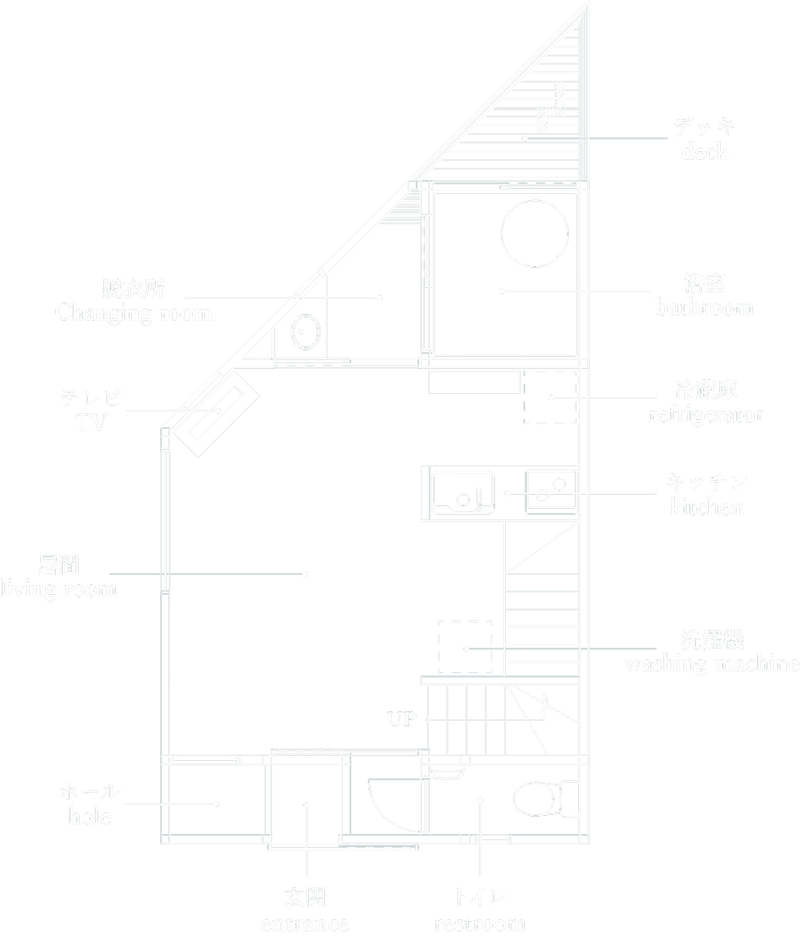 デッキ
deck
脱衣所
Changing room
浴室
bathroom
テレビ
TV
冷蔵庫
refrigerator
キッチン
kitchen
居間
living room
洗濯機
washing machine
UP
ホール
hole
玄関
entrance
トイレ
restroom